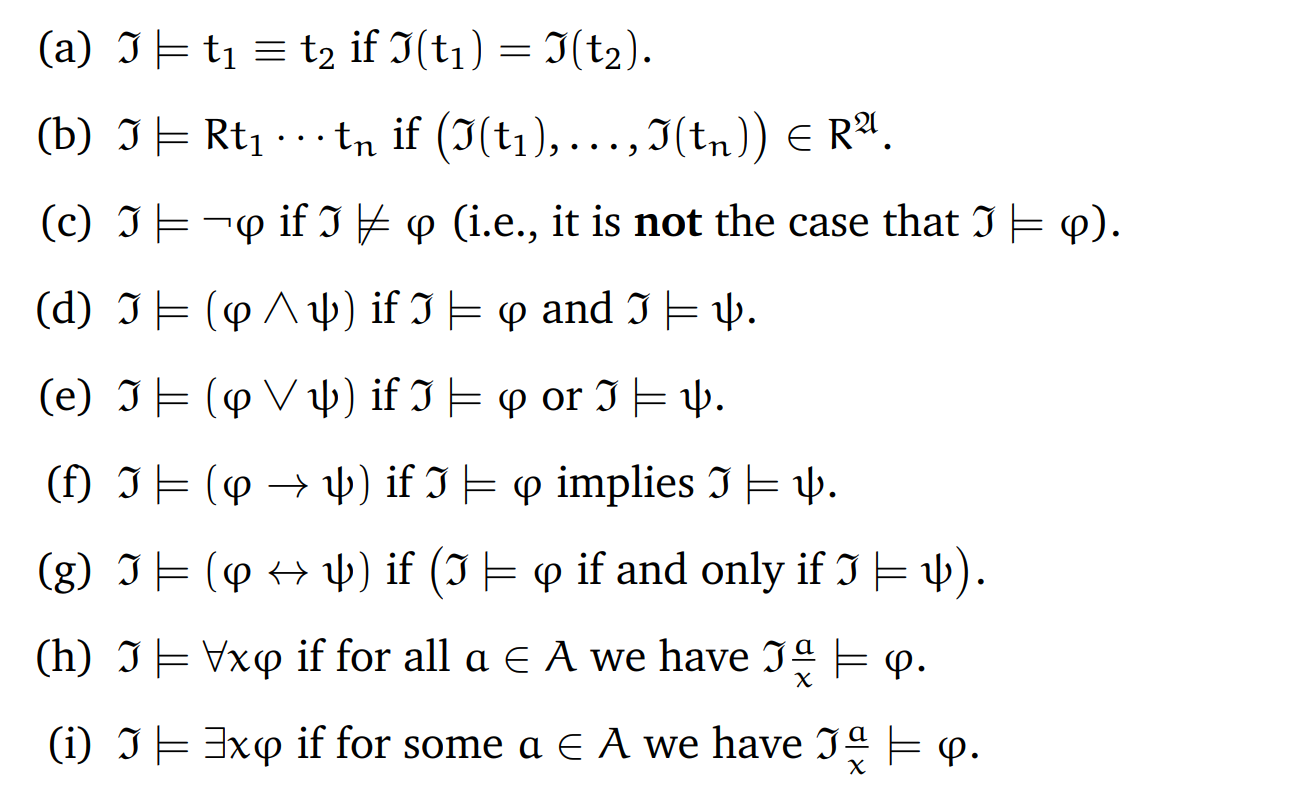 (a) ℑ ⊨ t₁ ≡ t₂ if ℑ(t₁) = ℑ(t₂).
(b) ℑ ⊨ Rt₁ ··· tₙ if (ℑ(t₁), . . . , ℑ(tₙ)) ∈ R^𝔄.
(c) ℑ ⊨ ¬φ if ℑ ⊭ φ (i.e., it is not the case that ℑ ⊨ φ).
(d) ℑ ⊨ (φ ∧ ψ) if ℑ ⊨ φ and ℑ ⊨ ψ.
(e) ℑ ⊨ (φ ∨ ψ) if ℑ ⊨ φ or ℑ ⊨ ψ.
(f) ℑ ⊨ (φ → ψ) if ℑ ⊨ φ implies ℑ ⊨ ψ.
(g) ℑ ⊨ (φ ↔ ψ) if (ℑ ⊨ φ if and only if ℑ ⊨ ψ).
(h) ℑ ⊨ ∀xφ if for all a ∈ A we have ℑ a/x ⊨ φ.
(i) ℑ ⊨ ∃xφ if for some a ∈ A we have ℑ a/x ⊨ φ.